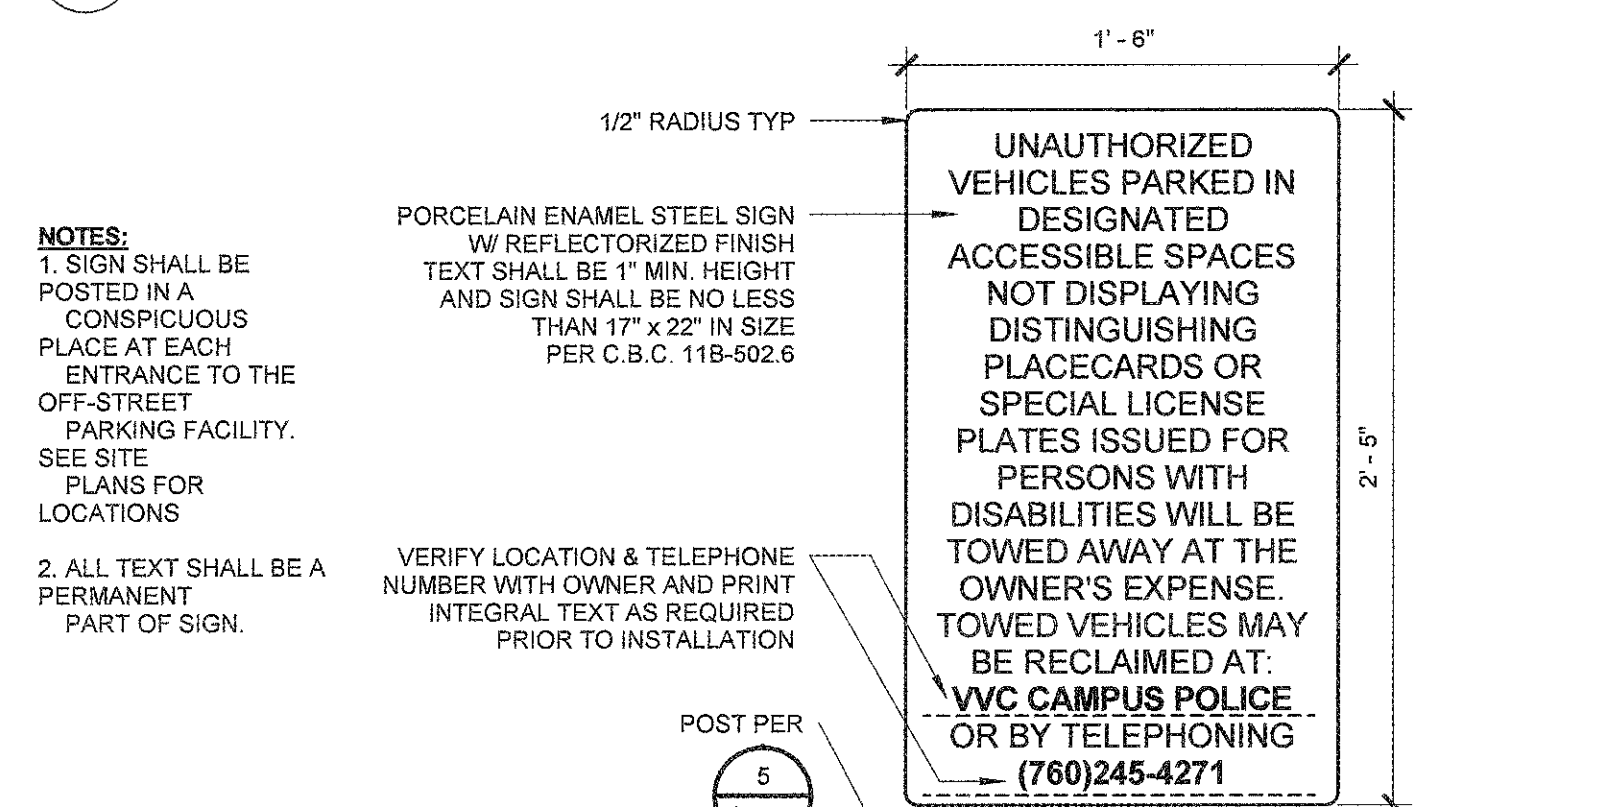 1' - 6"
1/2" RADIUS TYP
PORCELAIN ENAMEL STEEL SIGN
W/ REFLECTORIZED FINISH
TEXT SHALL BE 1" MIN. HEIGHT
AND SIGN SHALL BE NO LESS
THAN 17" x 22" IN SIZE
PER C.B.C. 11B-502.6
NOTES:
1. SIGN SHALL BE
POSTED IN A
CONSPICUOUS
PLACE AT EACH
ENTRANCE TO THE
OFF-STREET
PARKING FACILITY.
SEE SITE
PLANS FOR
LOCATIONS
2. ALL TEXT SHALL BE A
PERMANENT
PART OF SIGN.
VERIFY LOCATION & TELEPHONE
NUMBER WITH OWNER AND PRINT
INTEGRAL TEXT AS REQUIRED
PRIOR TO INSTALLATION
POST PER
5
UNAUTHORIZED
VEHICLES PARKED IN
DESIGNATED
ACCESSIBLE SPACES
NOT DISPLAYING
DISTINGUISHING
PLACECARDS OR
SPECIAL LICENSE
PLATES ISSUED FOR
PERSONS WITH
DISABILITIES WILL BE
TOWED AWAY AT THE
OWNER'S EXPENSE.
TOWED VEHICLES MAY
BE RECLAIMED AT:
VVC CAMPUS POLICE
OR BY TELEPHONING
(760)245-4271
2' - 5"